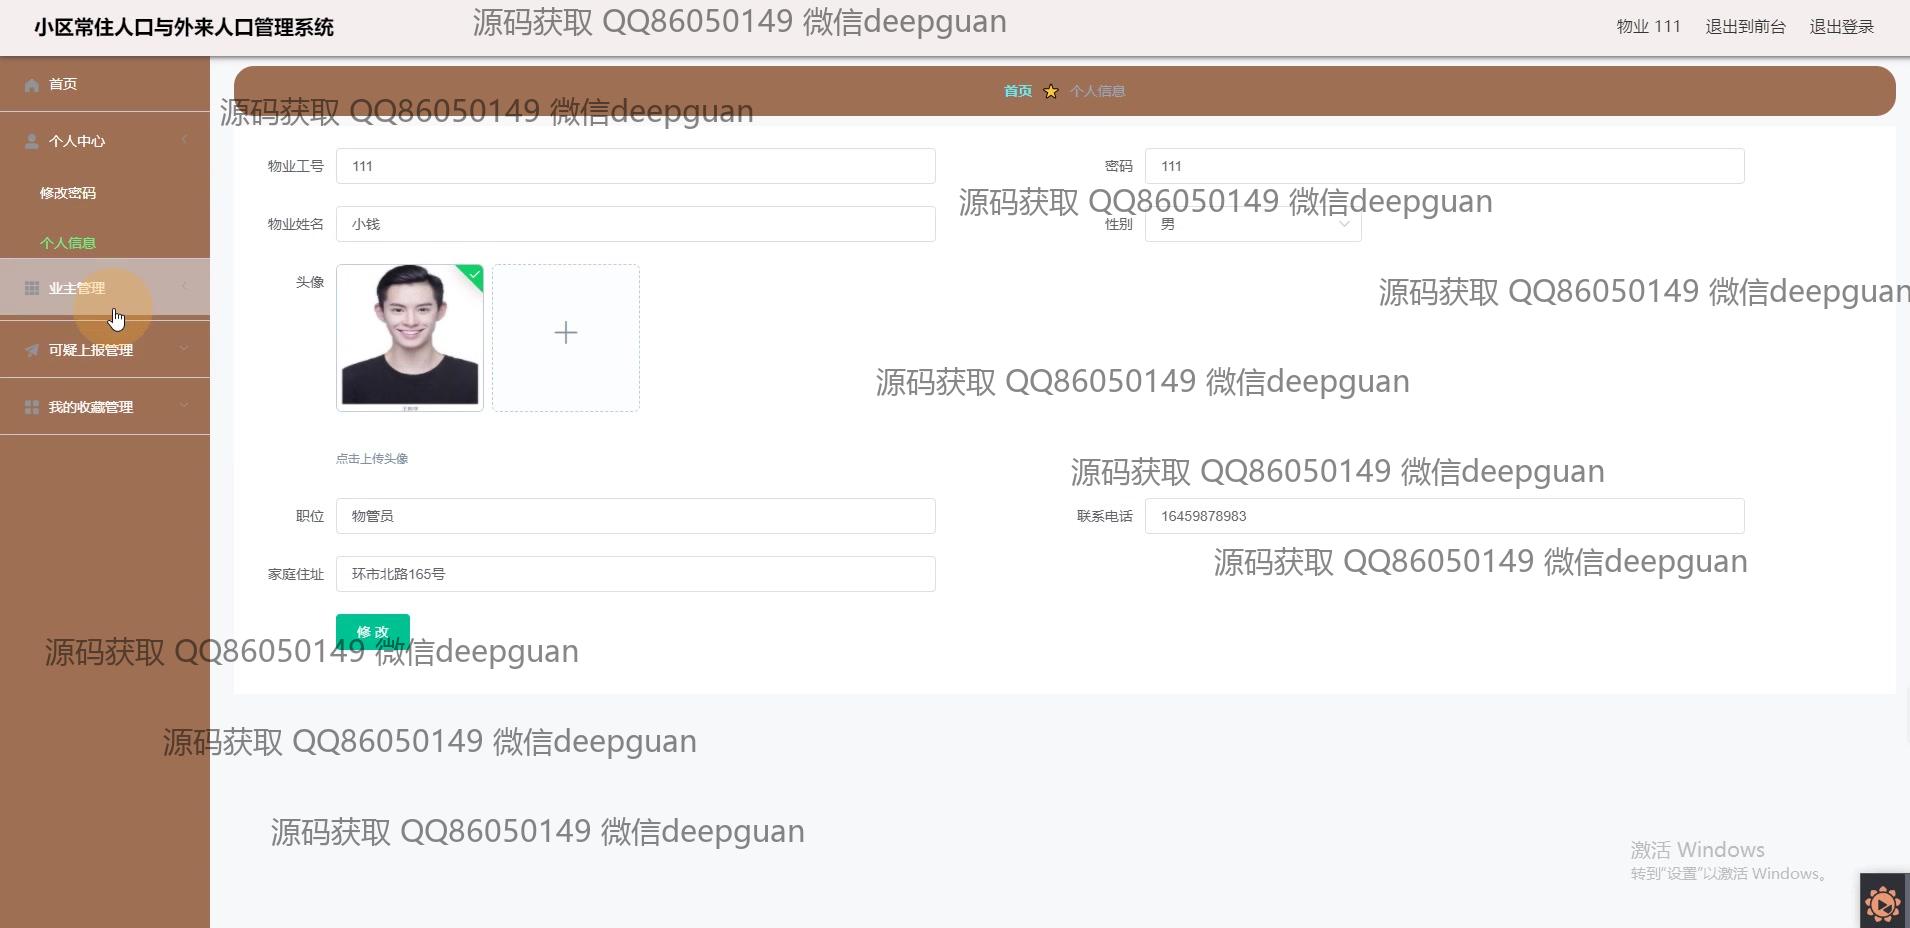 小区常住人口与外来人口管理系统
源码获取 QQ86050149 微信deepguan
物业 111
退出到前台
退出登录
首页
个人中心
修改密码
个人信息
业主管理
可疑上报管理
我的收藏管理
首页
个人信息
源码获取 QQ86050149 微信deepguan
物业工号
111
密码
111
源码获取 QQ86050149 微信deepguan
物业姓名
小钱
性别
男
头像
源码获取 QQ86050149 微信deepguan
源码获取 QQ86050149 微信deepguan
点击上传头像
源码获取 QQ86050149 微信deepguan
职位
物管员
联系电话
16459878983
源码获取 QQ86050149 微信deepguan
家庭住址
环市北路165号
修 改
源码获取 QQ86050149 微信deepguan
源码获取 QQ86050149 微信deepguan
源码获取 QQ86050149 微信deepguan
激活 Windows
转到"设置"以激活 Windows。